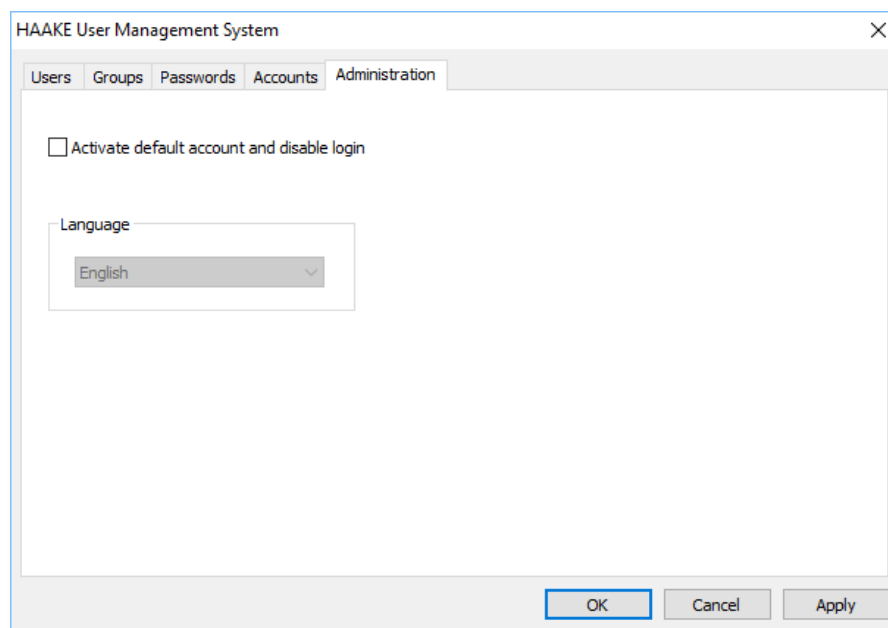 HAAKE User Management System
Users Groups Passwords Accounts Administration
Activate default account and disable login
Language
English
OK Cancel Apply